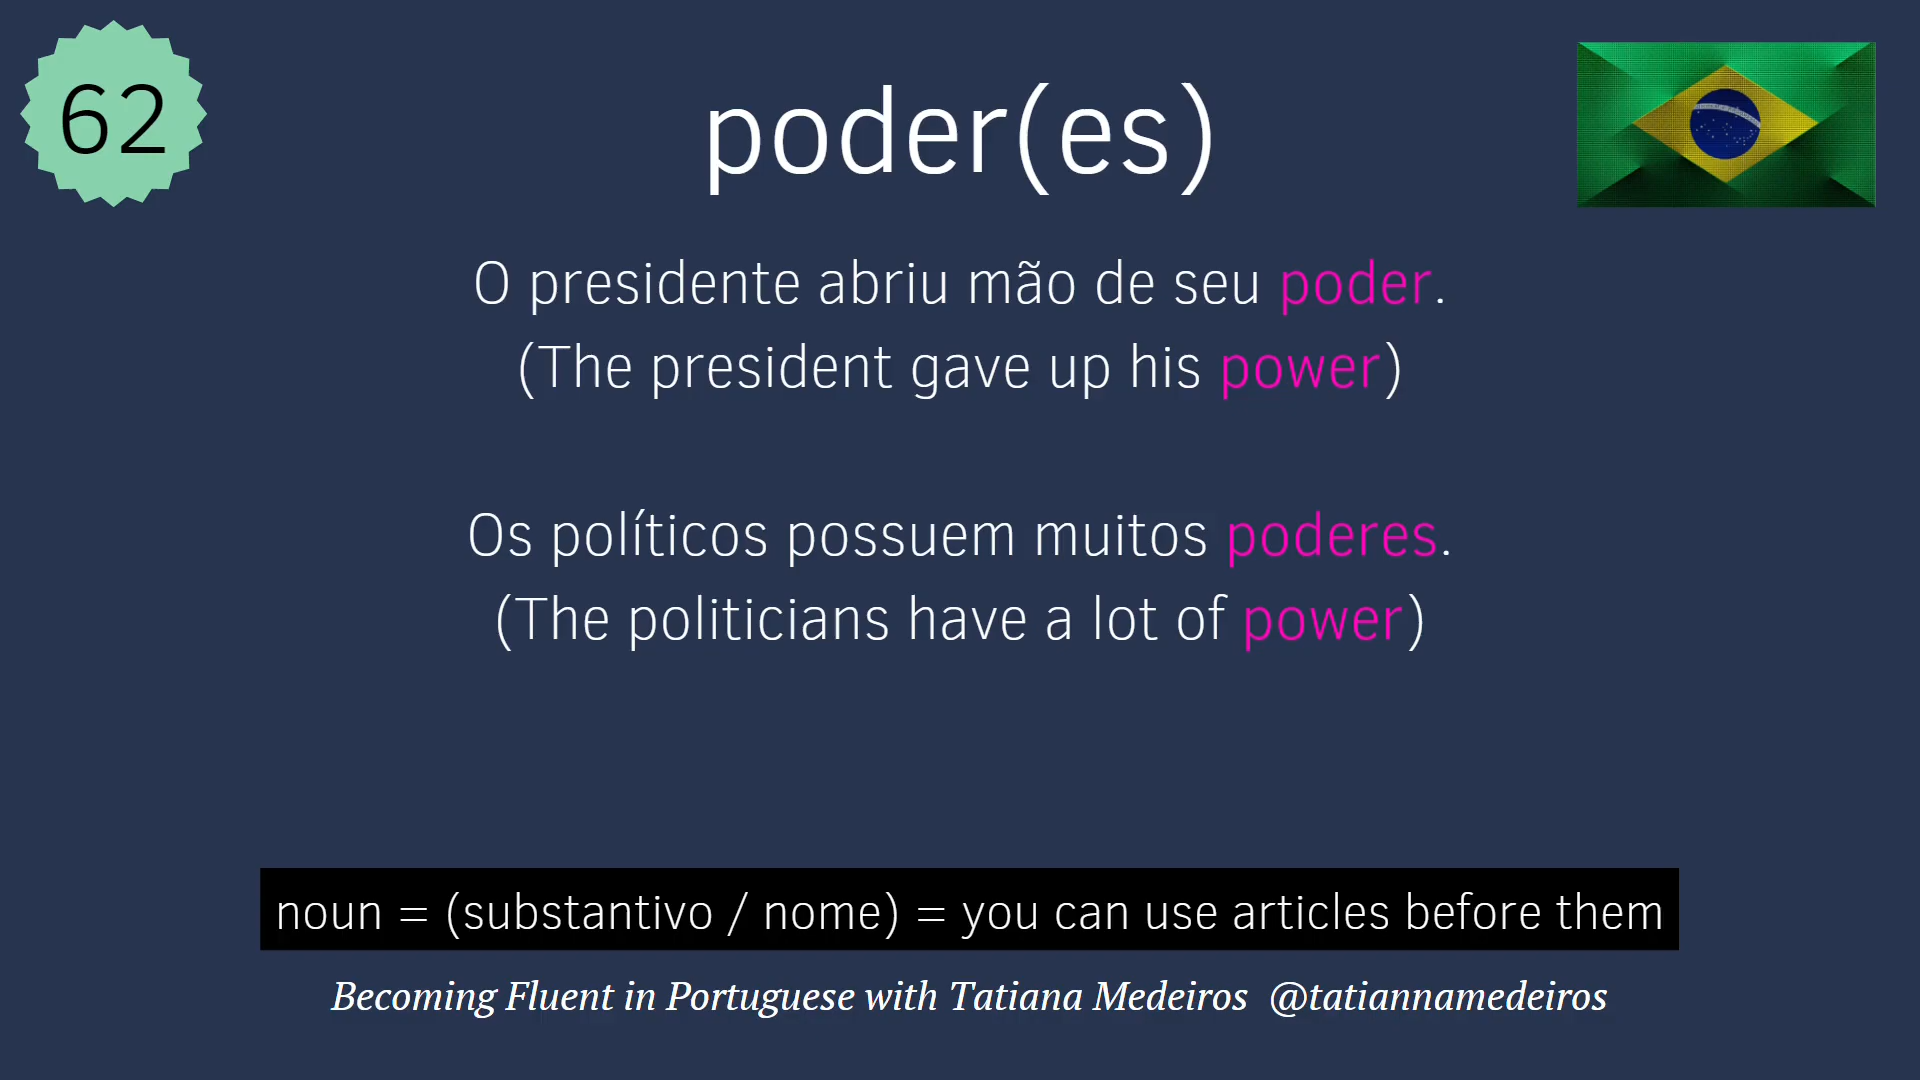 62
poder(es)
O presidente abriu mão de seu poder.
(The president gave up his power)
Os políticos possuem muitos poderes.
(The politicians have a lot of power)
noun = (substantivo / nome) = you can use articles before them
Becoming Fluent in Portuguese with Tatiana Medeiros @tatiannamedeiros